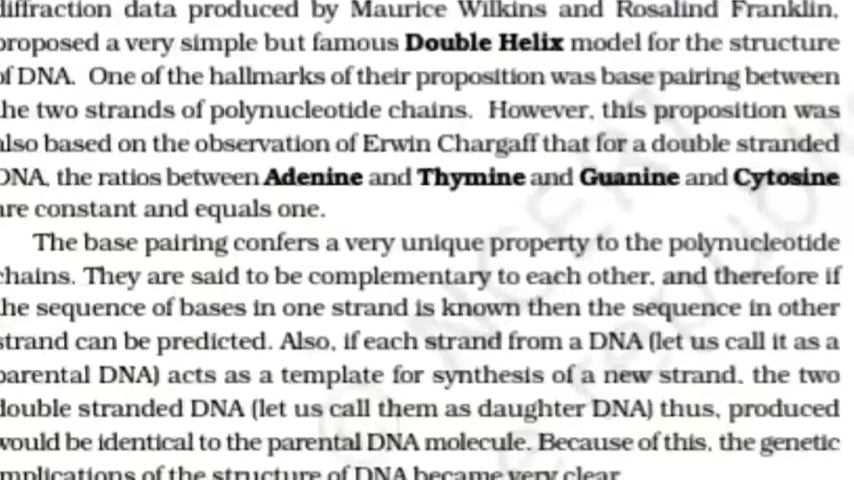 diffraction data produced by Maurice Wilkins and Rosalind Franklin,
proposed a very simple but famous Double Helix model for the structure
of DNA. One of the hallmarks of their proposition was base pairing between
the two strands of polynucleotide chains. However, this proposition was
also based on the observation of Erwin Chargaff that for a double stranded
DNA, the ratios between Adenine and Thymine and Guanine and Cytosine
are constant and equals one.
The base pairing confers a very unique property to the polynucleotide
chains. They are said to be complementary to each other, and therefore if
the sequence of bases in one strand is known then the sequence in other
strand can be predicted. Also, if each strand from a DNA (let us call it as a
parental DNA) acts as a template for synthesis of a new strand, the two
double stranded DNA (let us call them as daughter DNA) thus, produced
would be identical to the parental DNA molecule. Because of this, the genetic
implications of the structure of DNA became very clear